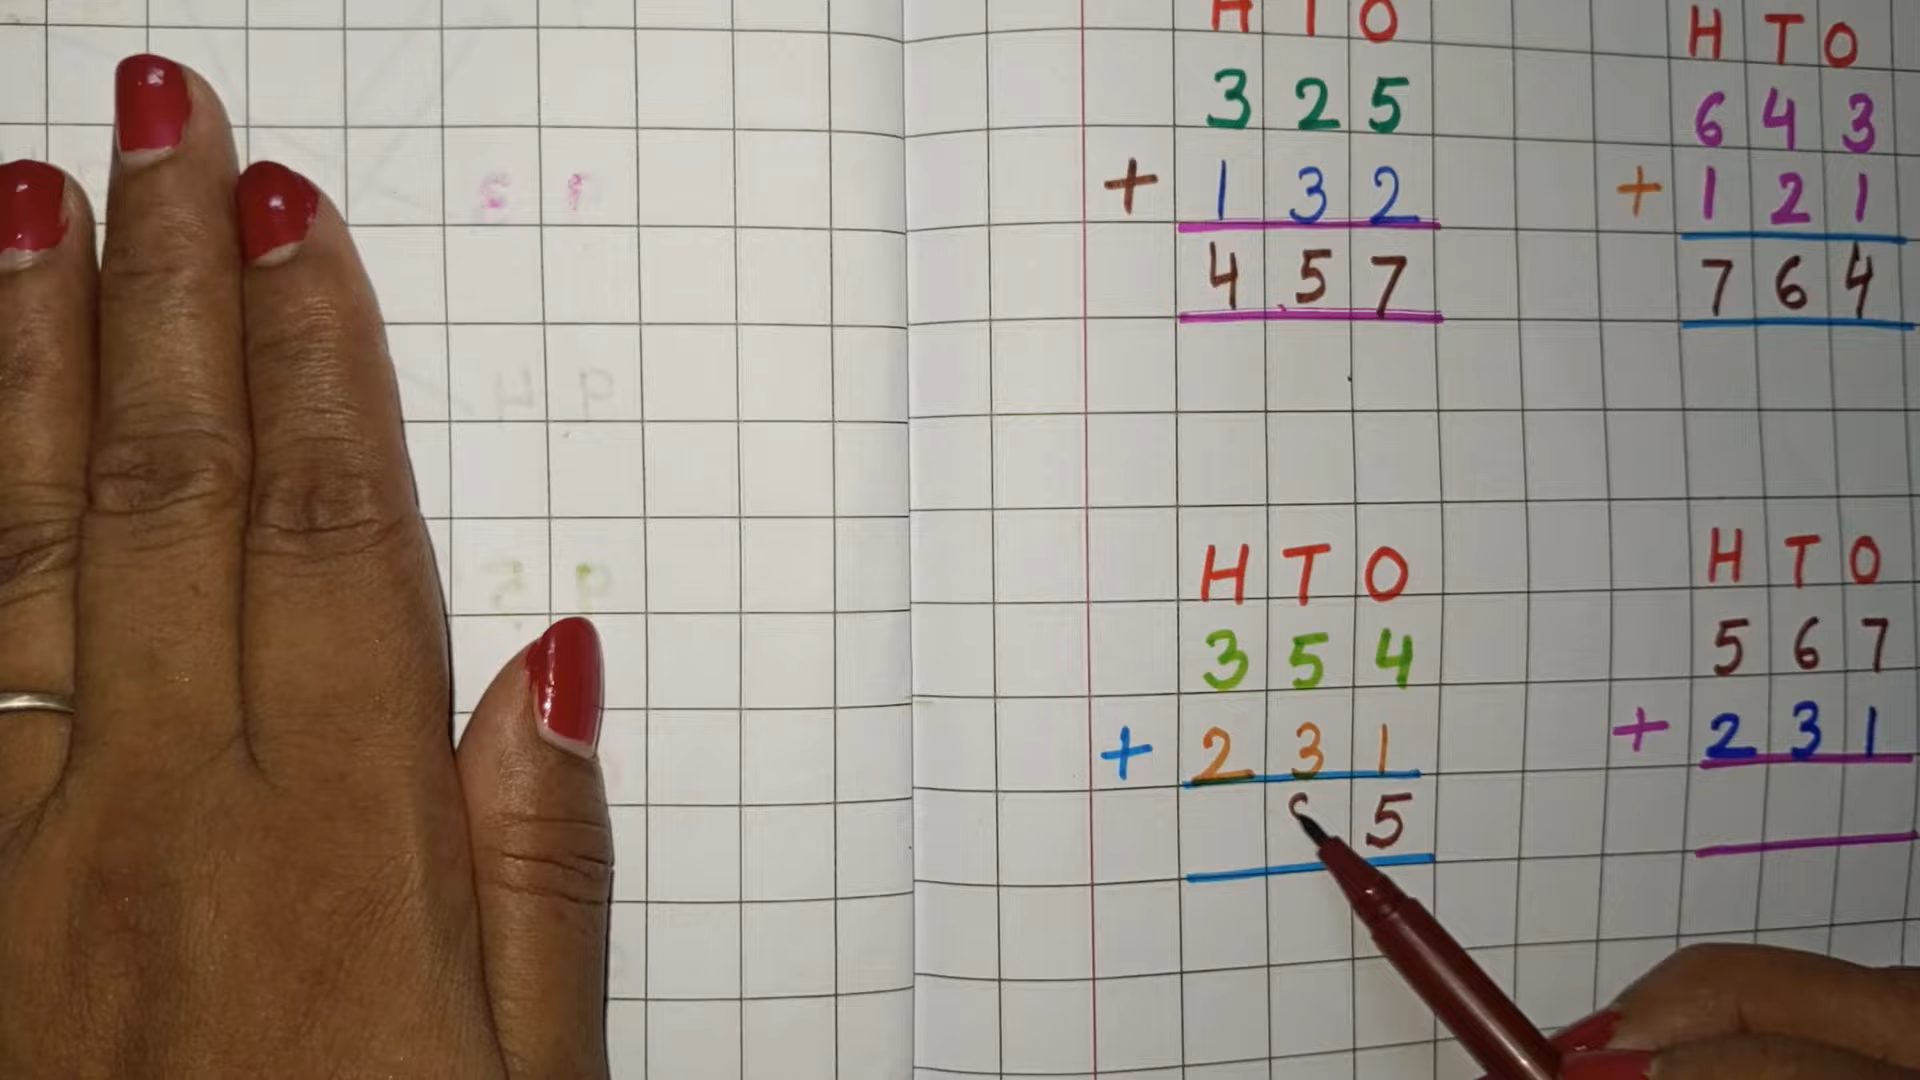 H T O
3 2 5
+ 1 3 2
4 5 7
H T O
6 4 3
+ 1 2 1
7 6 4
H T O
3 5 4
+ 2 3 1
5
H T O
5 6 7
+ 2 3 1